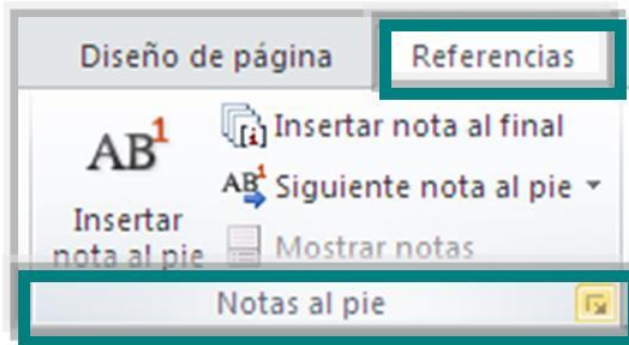 Diseño de página
Referencias
AB1
Insertar
nota al pie
[i] Insertar nota al final
AB1 Siguiente nota al pie
Mostrar notas
Notas al pie